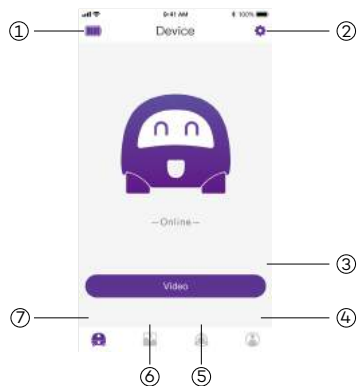 9:41 AM 100%
① Device ②
—Online—
③
Video
⑦ ④
⑥ ⑤